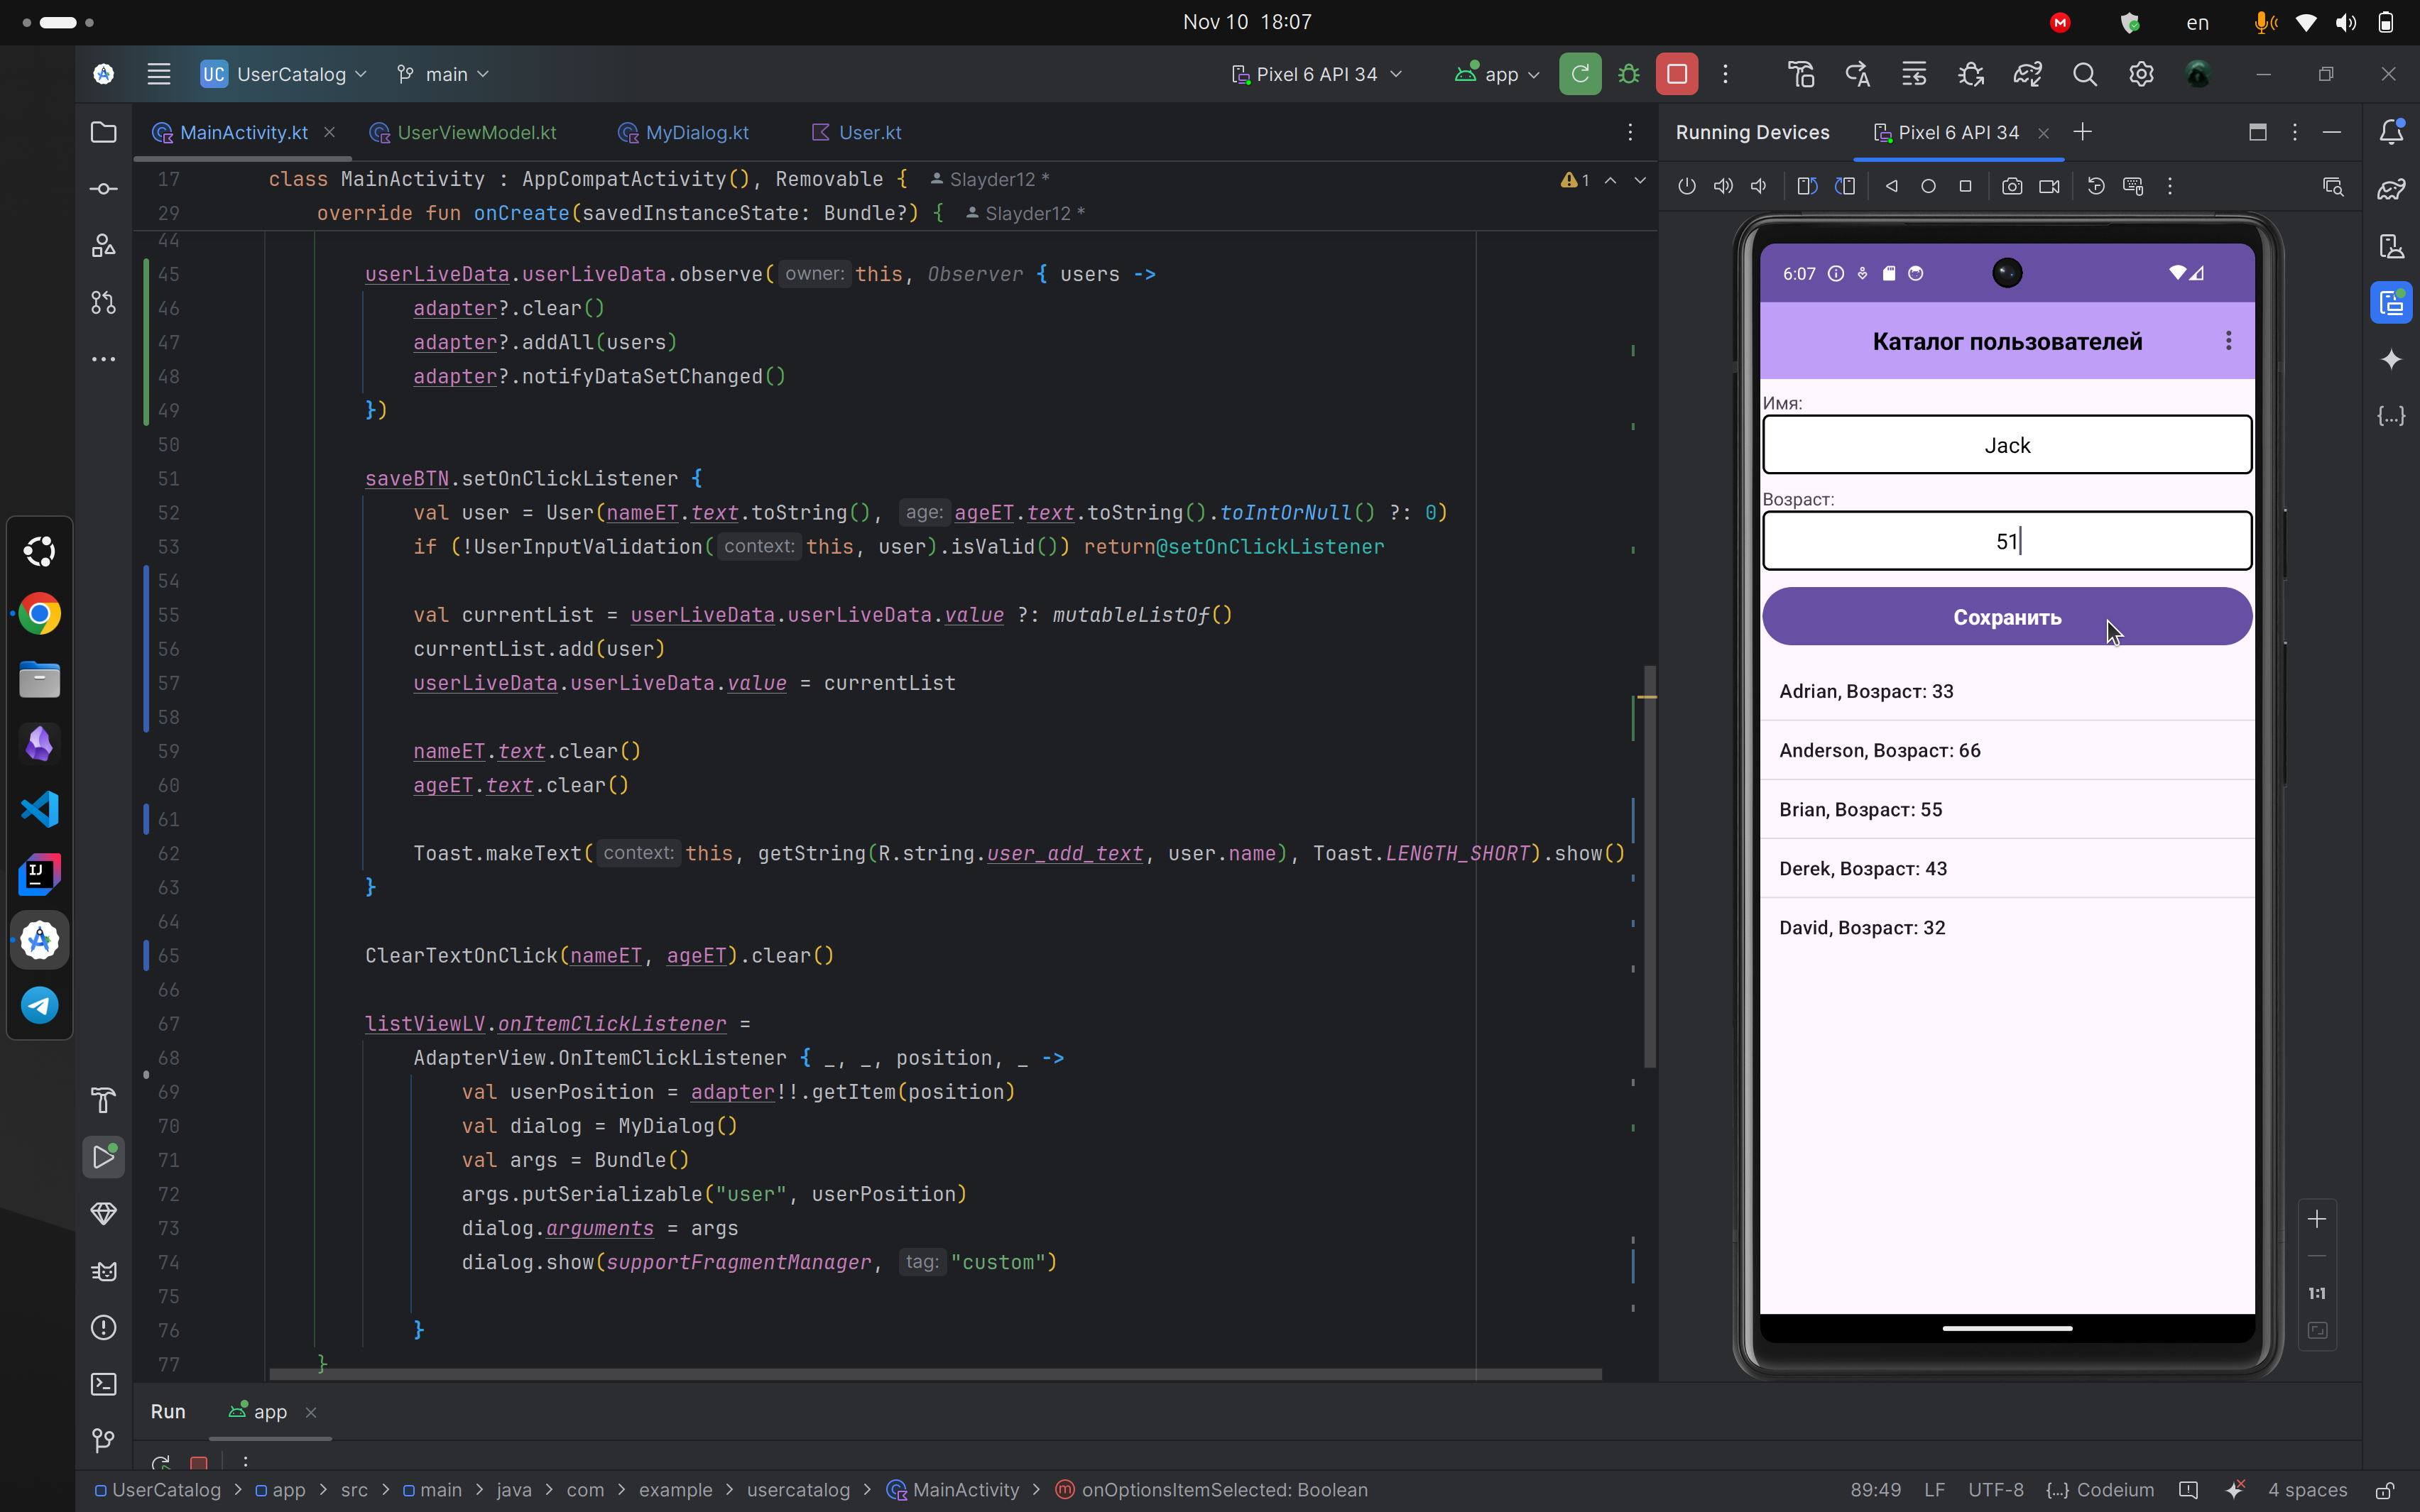 Nov 10 18:07
en
UC UserCatalog
main
Pixel 6 API 34
app
MainActivity.kt
UserViewModel.kt
MyDialog.kt
User.kt
Running Devices
Pixel 6 API 34
17 class MainActivity : AppCompatActivity(), Removable { Slayder12 *
1
29 override fun onCreate(savedInstanceState: Bundle?) { Slayder12 *
44
45 userLiveData.userLiveData.observe( owner: this, Observer { users ->
46 adapter?.clear()
47 adapter?.addAll(users)
48 adapter?.notifyDataSetChanged()
49 })
50
51 saveBTN.setOnClickListener {
52 val user = User(nameET.text.toString(), age: ageET.text.toString().toIntOrNull() ?: 0)
53 if (!UserInputValidation( context: this, user).isValid()) return@setOnClickListener
54
55 val currentList = userLiveData.userLiveData.value ?: mutableListOf()
56 currentList.add(user)
57 userLiveData.userLiveData.value = currentList
58
59 nameET.text.clear()
60 ageET.text.clear()
61
62 Toast.makeText( context: this, getString(R.string.user_add_text, user.name), Toast.LENGTH_SHORT).show()
63 }
64
65 ClearTextOnClick(nameET, ageET).clear()
66
67 listViewLV.onItemClickListener =
68 AdapterView.OnItemClickListener { _, _, position, _ ->
69 val userPosition = adapter!!.getItem(position)
70 val dialog = MyDialog()
71 val args = Bundle()
72 args.putSerializable("user", userPosition)
73 dialog.arguments = args
74 dialog.show(supportFragmentManager, tag: "custom")
75
76 }
77 }
6:07
Каталог пользователей
Имя:
Jack
Возраст:
51
Сохранить
Adrian, Возраст: 33
Anderson, Возраст: 66
Brian, Возраст: 55
Derek, Возраст: 43
David, Возраст: 32
1:1
Run
app
UserCatalog > app > src > main > java > com > example > usercatalog > MainActivity > onOptionsItemSelected: Boolean
89:49 LF UTF-8 {...} Codeium 4 spaces